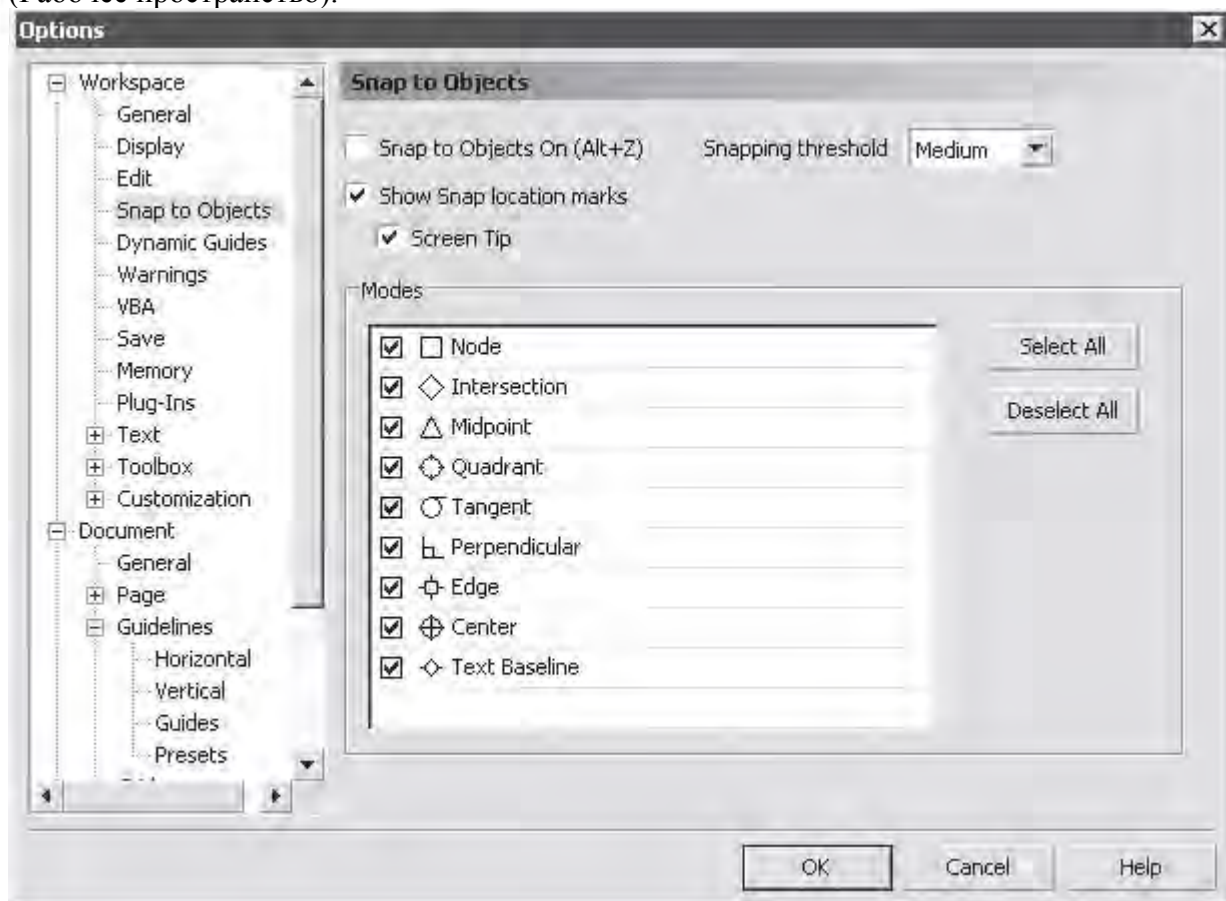 (Рабочее пространство).
Options
Workspace
General
Display
Edit
Snap to Objects
Dynamic Guides
Warnings
VBA
Save
Memory
Plug-Ins
Text
Toolbox
Customization
Document
General
Page
Guidelines
Horizontal
Vertical
Guides
Presets
Snap to Objects
Snap to Objects On (Alt+Z) Snapping threshold Medium
Show Snap location marks
Screen Tip
Modes
Node
Intersection
Midpoint
Quadrant
Tangent
Perpendicular
Edge
Center
Text Baseline
Select All
Deselect All
OK Cancel Help